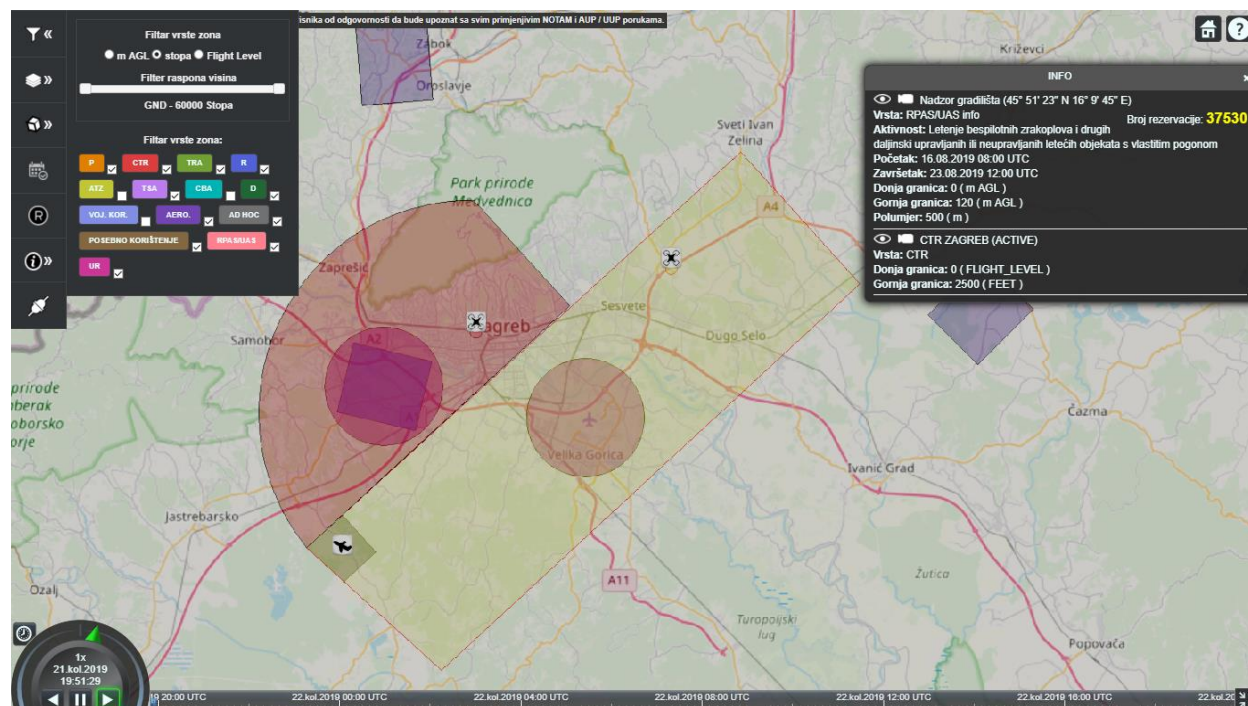 isnika od odgovornosti da bude upoznat sa svim primjenjivim NOTAM i AUP / UUP porukama.
Filtar vrste zona
m AGL stopa Flight Level
Filter raspona visina
GND - 60000 Stopa
Filtar vrste zona:
P CTR TRA R
ATZ TSA CBA D
VOJ. KOR. AERO. AD HOC
POSEBNO KORIŠTENJE RPAS/UAS
UR
INFO
Nadzor gradilišta (45° 51' 23" N 16° 9' 45" E)
Vrsta: RPAS/UAS info
Broj rezervacije: 37530
Aktivnost: Letenje bespilotnih zrakoplova i drugih
daljinski upravljanih ili neupravljanih letećih objekata s vlastitim pogonom
Početak: 16.08.2019 08:00 UTC
Završetak: 23.08.2019 12:00 UTC
Donja granica: 0 ( m AGL )
Gornja granica: 120 ( m AGL )
Polumjer: 500 ( m )
CTR ZAGREB (ACTIVE)
Vrsta: CTR
Donja granica: 0 ( FLIGHT_LEVEL )
Gornja granica: 2500 ( FEET )
Zabok
Križevci
Oroslavje
Sveti Ivan
Zelina
Park prirode
Medvednica
A4
Zaprešić
Sesvete
Zagreb
Samobor
A2
Dugo Selo
prirode
Čazma
Velika Gorica
Ivanić Grad
Jastrebarsko
A11
Žutica
Ozalj
Turopoljski
lug
Popovača
1x
21.kol.2019
19:51:29
19 20:00 UTC
22.kol.2019 00:00 UTC
22.kol.2019 04:00 UTC
22.kol.2019 08:00 UTC
22.kol.2019 12:00 UTC
22.kol.2019 16:00 UTC
22.kol.20